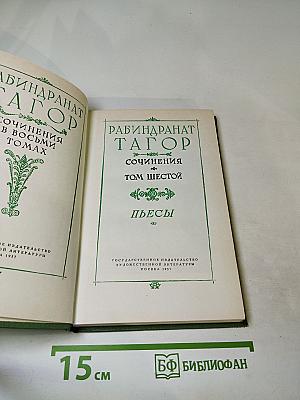 РАБИНДРАНАТ
ТАГОР
СОЧИНЕНИЯ
В ВОСЬМИ
ТОМАХ
РАБИНДРАНАТ
ТАГОР
СОЧИНЕНИЯ
ТОМ ШЕСТОЙ
ПЬЕСЫ
ГОСУДАРСТВЕННОЕ ИЗДАТЕЛЬСТВО
ХУДОЖЕСТВЕННОЙ ЛИТЕРАТУРЫ
МОСКВА 1957
15 см
БФ БИБЛИОФАН